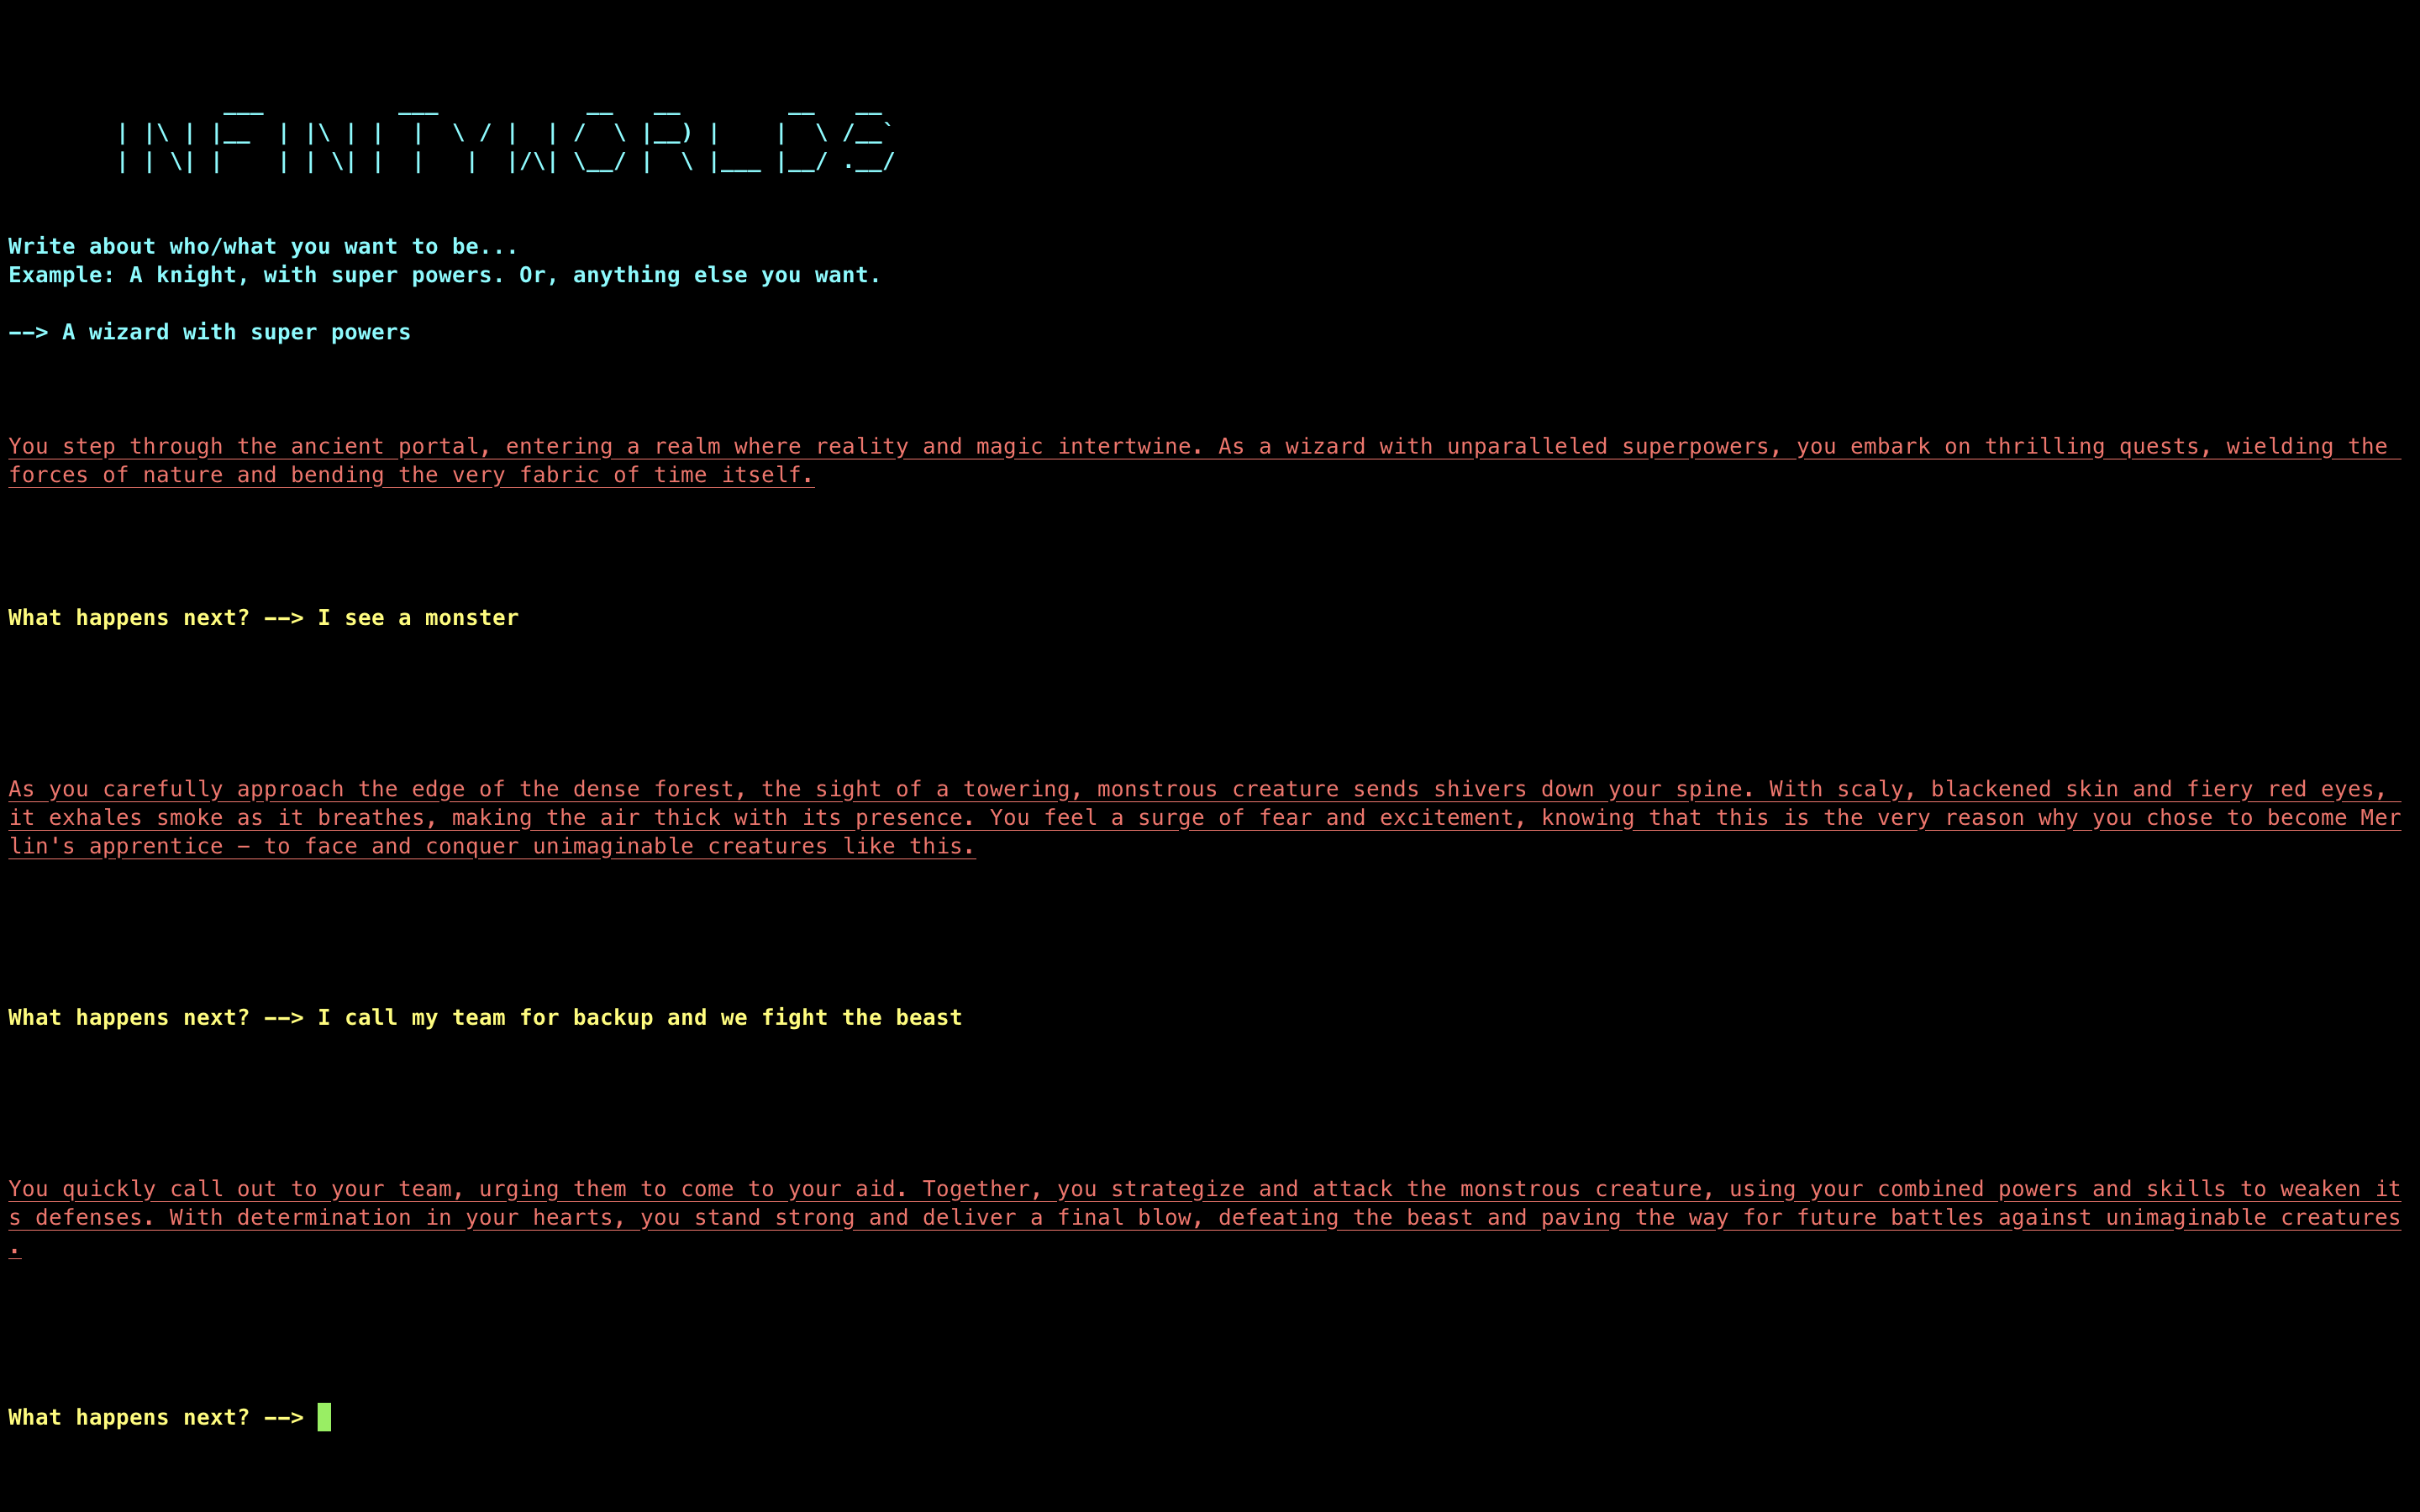 INFINITYWORLDS
Write about who/what you want to be...
Example: A knight, with super powers. Or, anything else you want.
--> A wizard with super powers
You step through the ancient portal, entering a realm where reality and magic intertwine. As a wizard with unparalleled superpowers, you embark on thrilling quests, wielding the
forces of nature and bending the very fabric of time itself.
What happens next? --> I see a monster
As you carefully approach the edge of the dense forest, the sight of a towering, monstrous creature sends shivers down your spine. With scaly, blackened skin and fiery red eyes,
it exhales smoke as it breathes, making the air thick with its presence. You feel a surge of fear and excitement, knowing that this is the very reason why you chose to become Mer
lin's apprentice – to face and conquer unimaginable creatures like this.
What happens next? --> I call my team for backup and we fight the beast
You quickly call out to your team, urging them to come to your aid. Together, you strategize and attack the monstrous creature, using your combined powers and skills to weaken it
s defenses. With determination in your hearts, you stand strong and deliver a final blow, defeating the beast and paving the way for future battles against unimaginable creatures
.
What happens next? -->